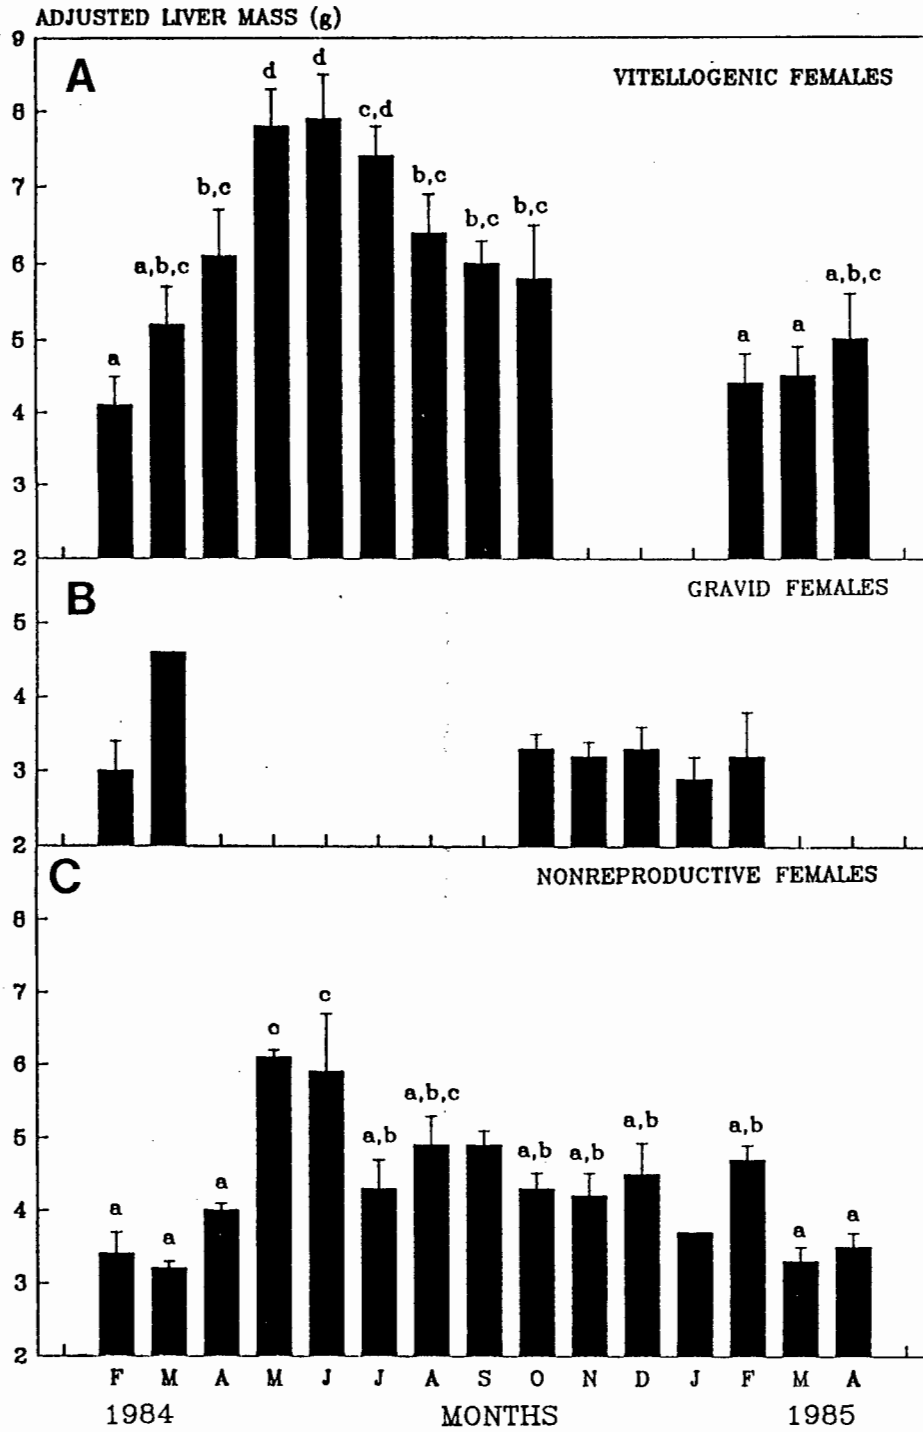 ADJUSTED LIVER MASS (g)
9
A
VITELLOGENIC FEMALES
d
d
8
c,d
b,c
b,c
7
b,c
b,c
a,b,c
6
a,b,c
5
a
a
a
4
3
2
B
GRAVID FEMALES
5
4
3
2
C
NONREPRODUCTIVE FEMALES
8
7
c
c
6
a,b,c
5
a,b
a,b
a,b
a,b
a,b
4
a
a
a
a
a
3
2
F M A M J J A S O N D J F M A
1984 MONTHS 1985